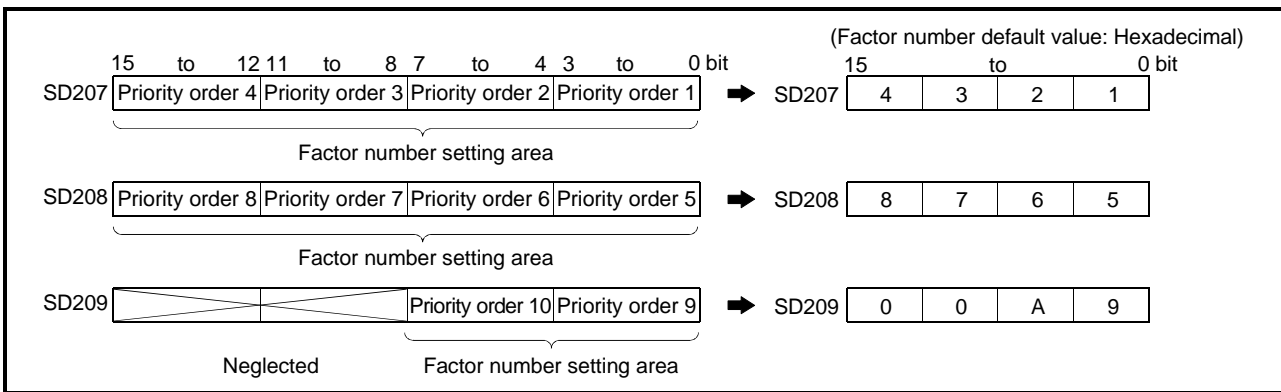 (Factor number default value: Hexadecimal)
15 to 12 11 to 8 7 to 4 3 to 0 bit
15 to 0 bit
SD207 Priority order 4 Priority order 3 Priority order 2 Priority order 1
SD207 4 3 2 1
Factor number setting area
SD208 Priority order 8 Priority order 7 Priority order 6 Priority order 5
SD208 8 7 6 5
Factor number setting area
SD209 Priority order 10 Priority order 9
SD209 0 0 A 9
Neglected Factor number setting area